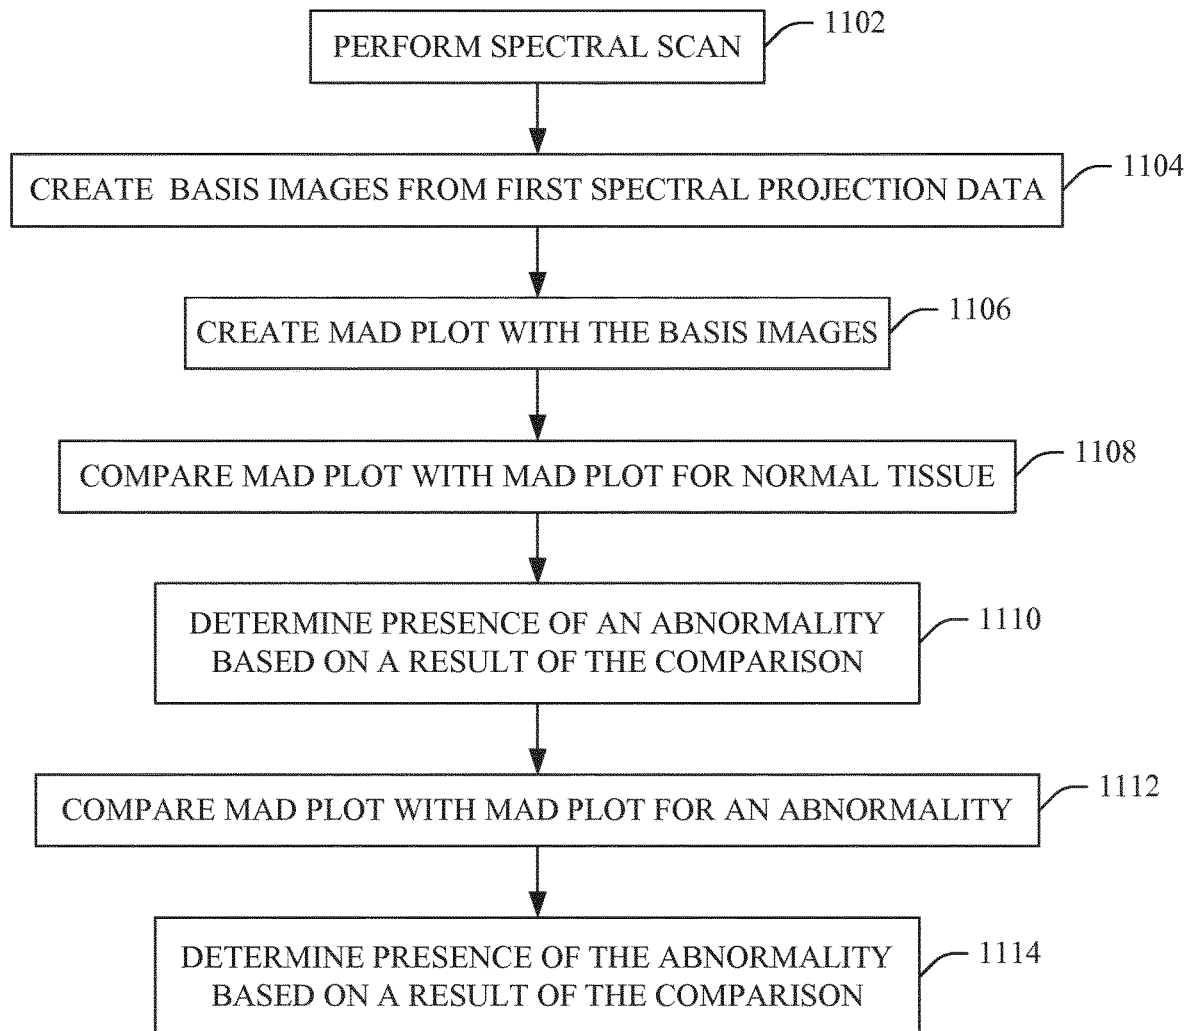 PERFORM SPECTRAL SCAN
1102
CREATE BASIS IMAGES FROM FIRST SPECTRAL PROJECTION DATA
1104
CREATE MAD PLOT WITH THE BASIS IMAGES
1106
COMPARE MAD PLOT WITH MAD PLOT FOR NORMAL TISSUE
1108
DETERMINE PRESENCE OF AN ABNORMALITY
BASED ON A RESULT OF THE COMPARISON
1110
COMPARE MAD PLOT WITH MAD PLOT FOR AN ABNORMALITY
1112
DETERMINE PRESENCE OF THE ABNORMALITY
BASED ON A RESULT OF THE COMPARISON
1114